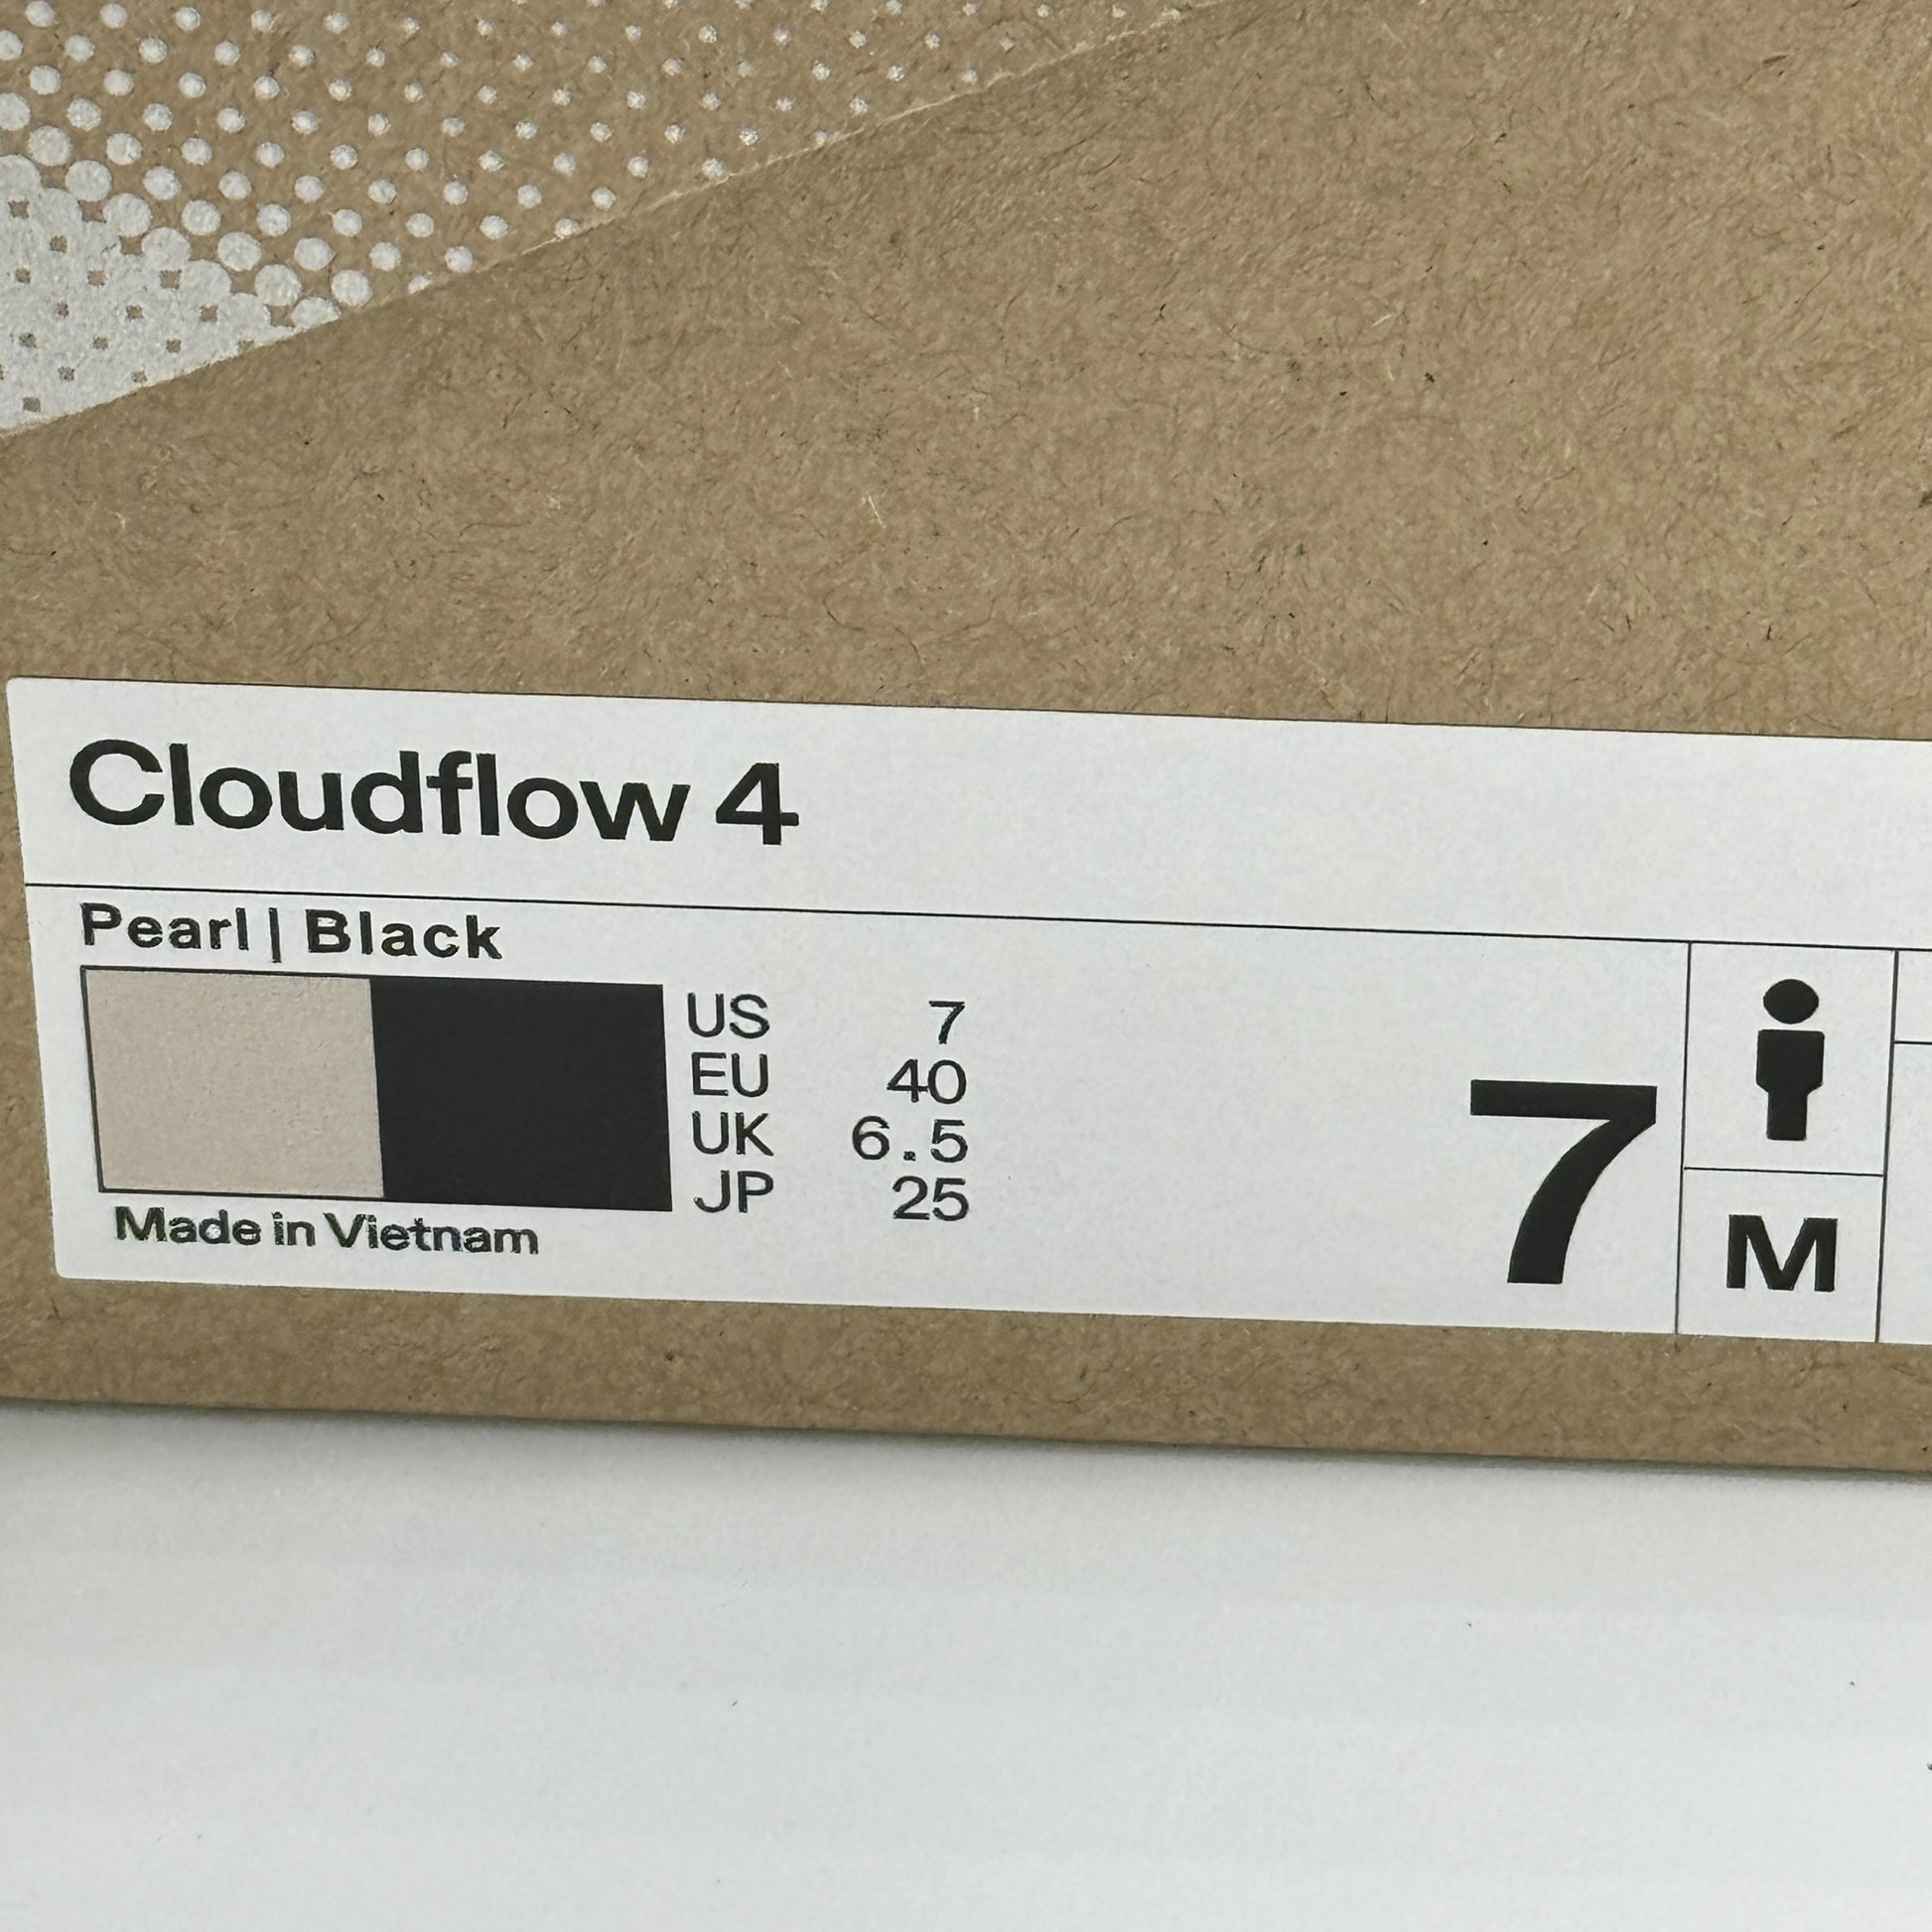 Cloudflow 4
Pearl | Black
US 7
EU 40
UK 6.5
JP 25
7
M
Made in Vietnam